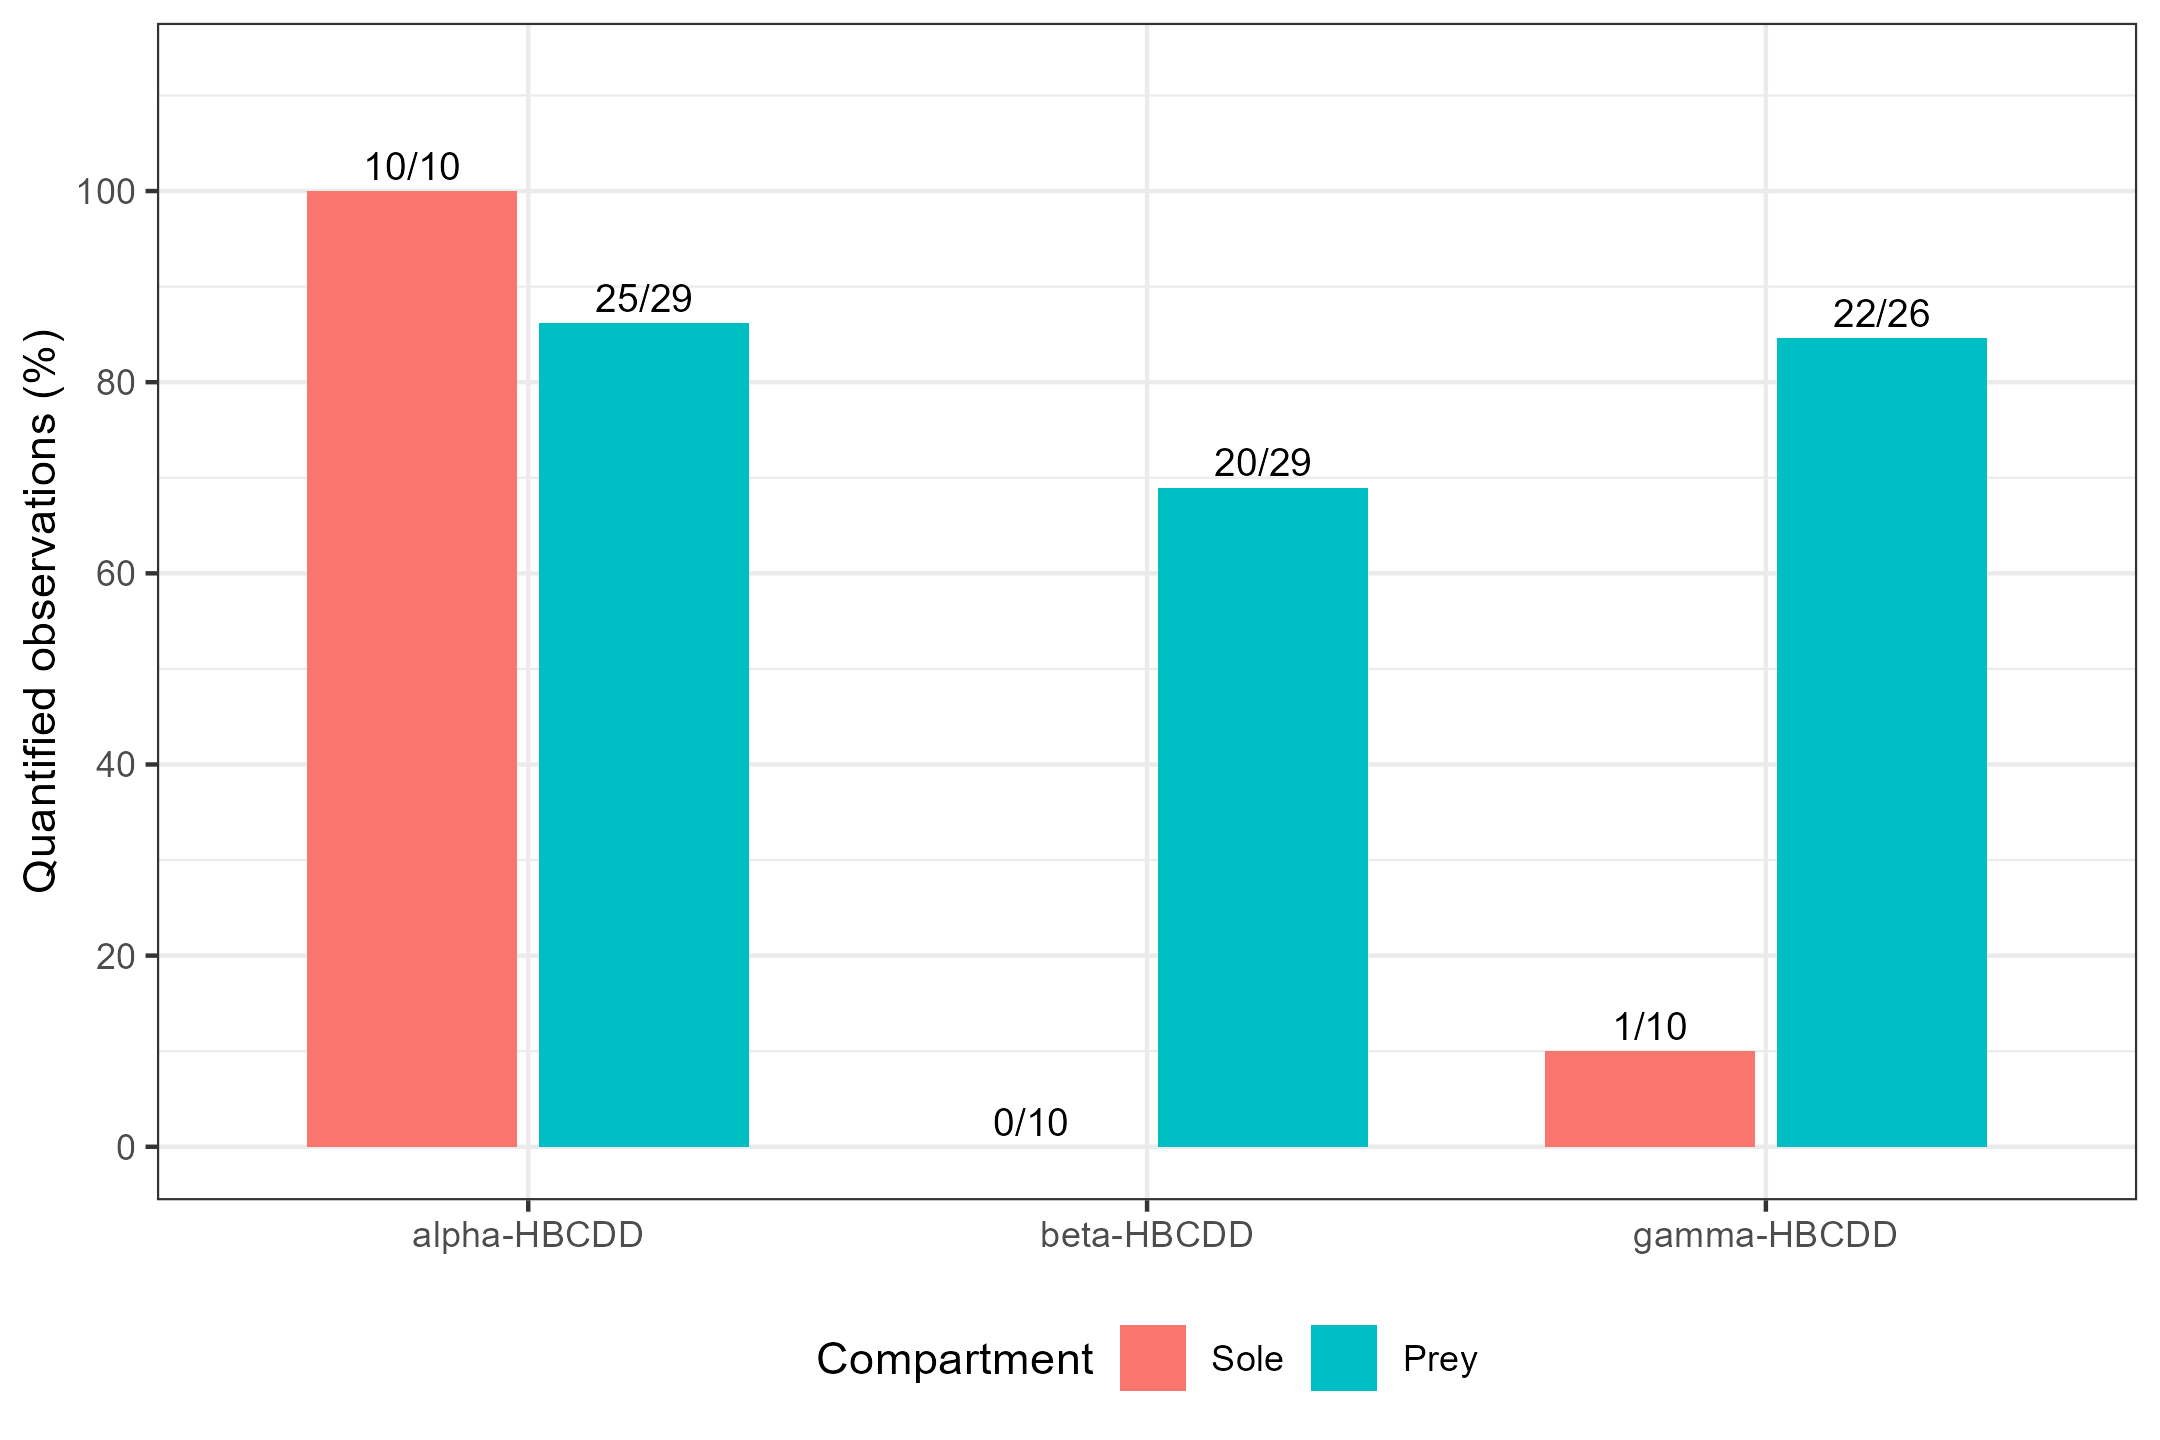 Quantified observations (%)
100
80
60
40
20
0
10/10
25/29
0/10
20/29
1/10
22/26
alpha-HBCDD
beta-HBCDD
gamma-HBCDD
Compartment Sole Prey